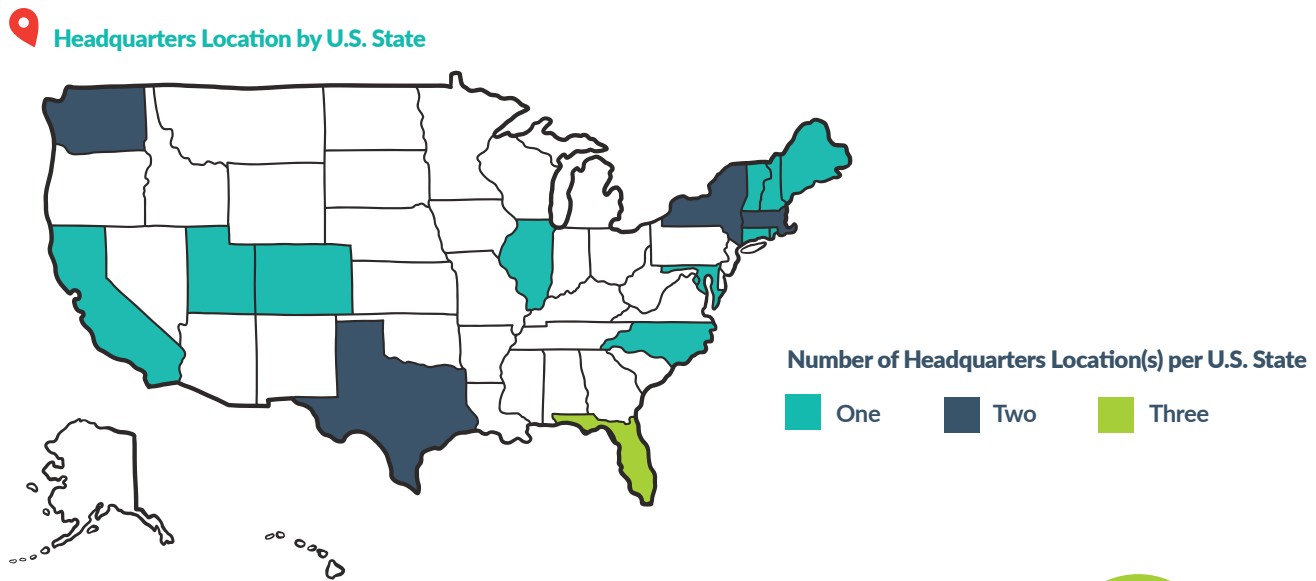 Headquarters Location by U.S. State
Number of Headquarters Location(s) per U.S. State
One Two Three